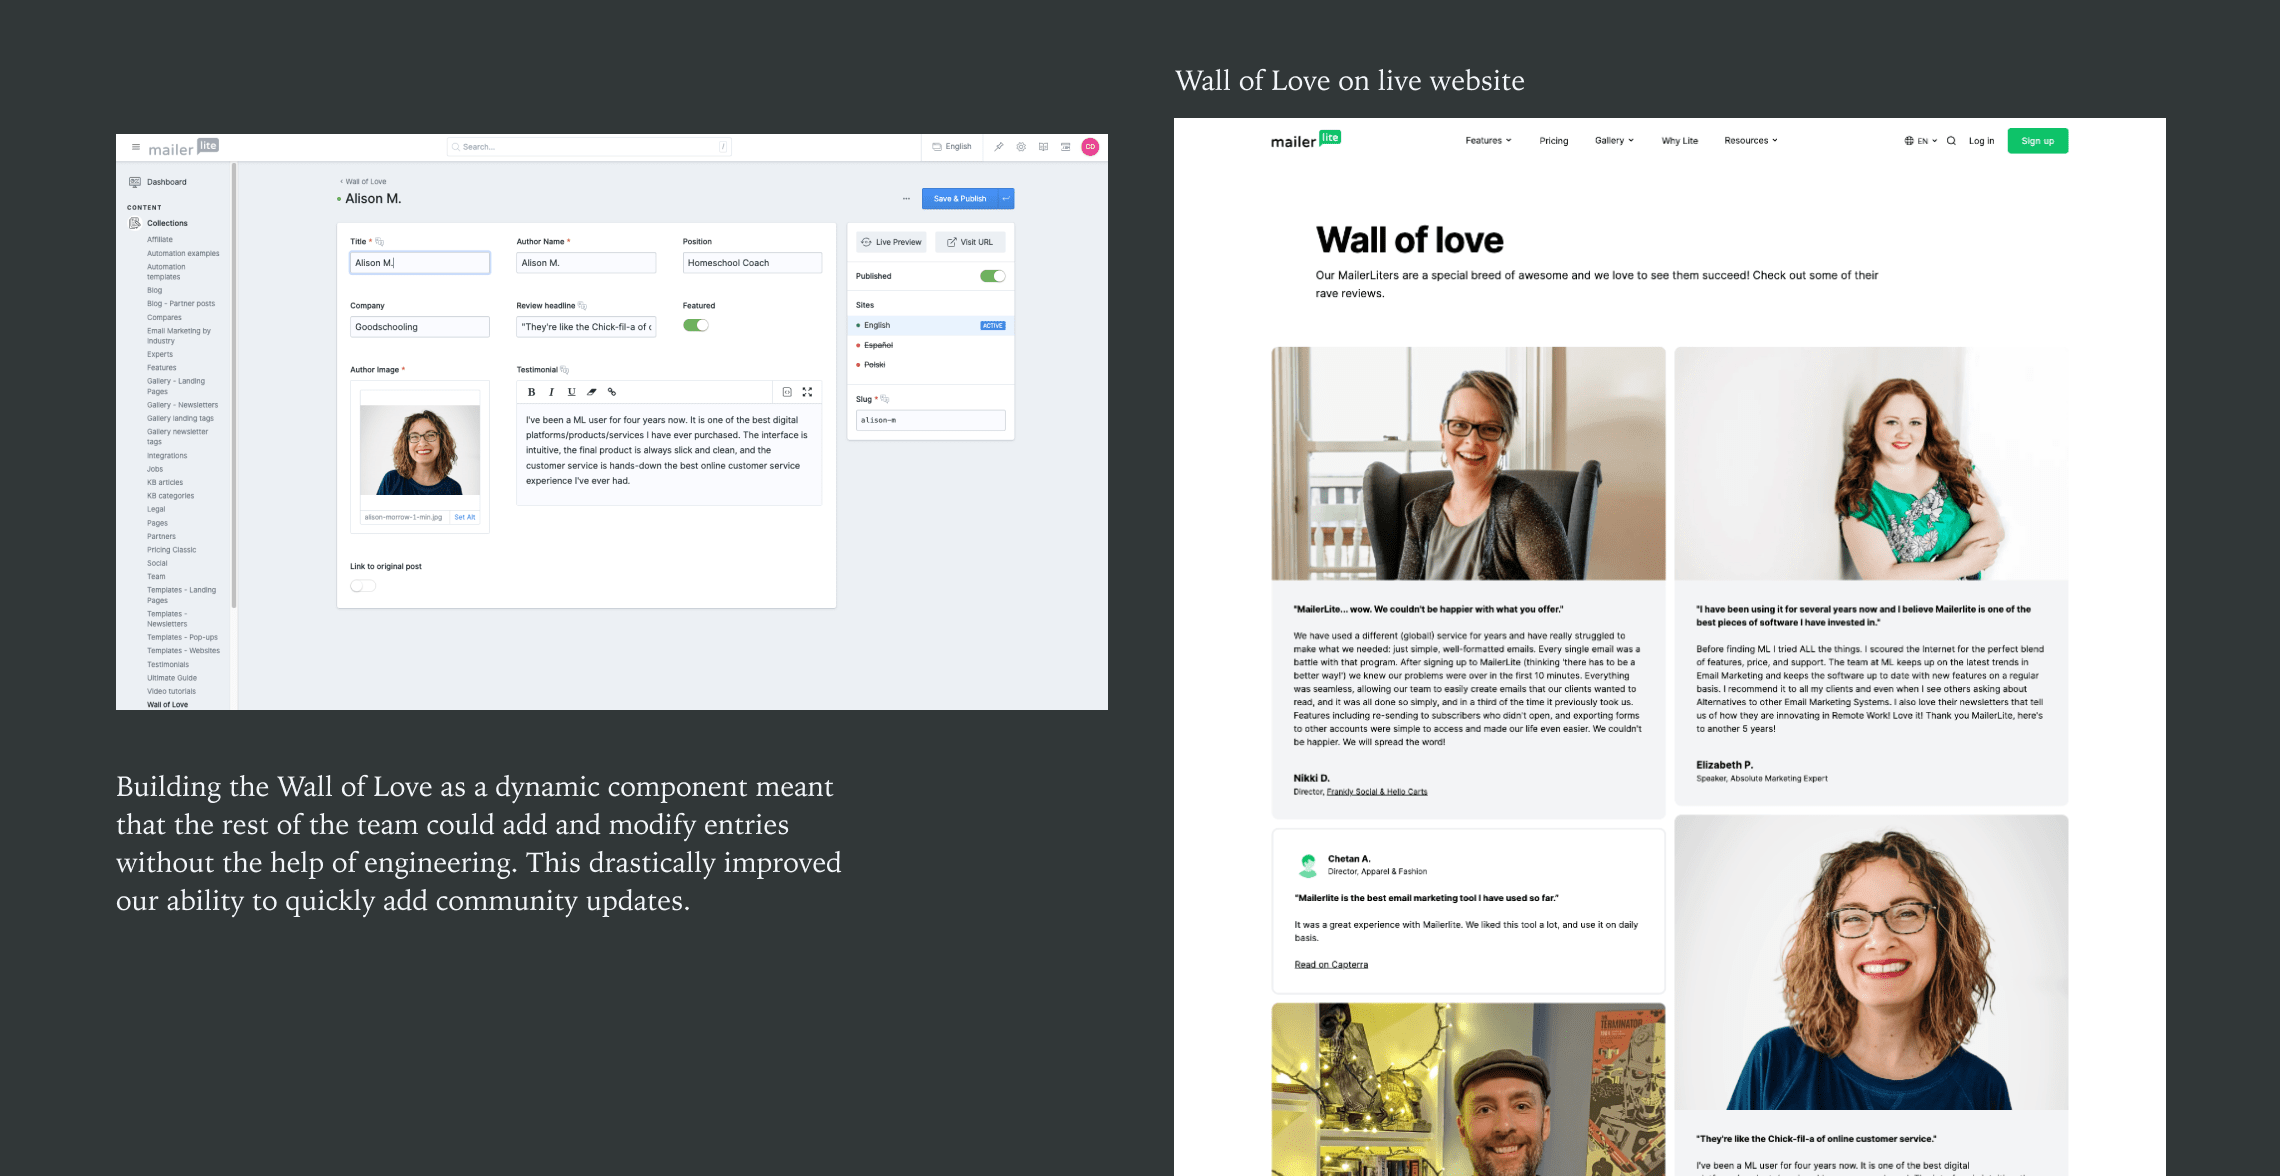 Wall of Love on live website
mailer lite
Search...
/
English
CD
Dashboard
CONTENT
Collections
Affiliate
Automation examples
Automation
templates
Blog
Blog - Partner posts
Compares
Email Marketing by
Industry
Experts
Features
Gallery - Landing
Pages
Gallery - Newsletters
Gallery landing tags
Gallery newsletter
tags
Integrations
Jobs
KB articles
KB categories
Legal
Pages
Partners
Pricing Classic
Social
Team
Templates - Landing
Pages
Templates -
Newsletters
Templates - Pop-ups
Templates - Websites
Testimonials
Ultimate Guide
Video tutorials
Wall of Love
‹ Wall of Love
Alison M.
Save & Publish
Title *
Alison M.
Author Name *
Alison M.
Position
Homeschool Coach
Company
Goodschooling
Review headline
"They're like the Chick-fil-a of c
Featured
Author Image *
alison-morrow-1-min.jpg
Set Alt
Testimonial
B I U
I've been a ML user for four years now. It is one of the best digital
platforms/products/services I have ever purchased. The interface is
intuitive, the final product is always slick and clean, and the
customer service is hands-down the best online customer service
experience I've ever had.
Link to original post
Live Preview
Visit URL
Published
Sites
English
ACTIVE
Español
Polski
Slug *
alison-m
Building the Wall of Love as a dynamic component meant
that the rest of the team could add and modify entries
without the help of engineering. This drastically improved
our ability to quickly add community updates.
mailer lite
Features
Pricing
Gallery
Why Lite
Resources
EN
Log in
Sign up
Wall of love
Our MailerLiters are a special breed of awesome and we love to see them succeed! Check out some of their
rave reviews.
"MailerLite... wow. We couldn't be happier with what you offer."
We have used a different (global) service for years and have really struggled to
make what we needed: just simple, well-formatted emails. Every single email was a
battle with that program. After signing up to MailerLite (thinking 'there has to be a
better way!') we knew our problems were over in the first 10 minutes. Everything
was seamless, allowing our team to easily create emails that our clients wanted to
read, and it was all done so simply, and in a third of the time it previously took us.
Features including re-sending to subscribers who didn't open, and exporting forms
to other accounts were simple to access and made our life even easier. We couldn't
be happier. We will spread the word!
Nikki D.
Director, Frankly Social & Hello Carts
Chetan A.
Director, Apparel & Fashion
"Mailerlite is the best email marketing tool I have used so far."
It was a great experience with Mailerlite. We liked this tool a lot, and use it on daily
basis.
Read on Capterra
TERMINATOR
"I have been using it for several years now and I believe Mailerlite is one of the
best pieces of software I have invested in."
Before finding ML I tried ALL the things. I scoured the Internet for the perfect blend
of features, price, and support. The team at ML keeps up on the latest trends in
Email Marketing and keeps the software up to date with new features on a regular
basis. I recommend it to all my clients and even when I see others asking about
Alternatives to other Email Marketing Systems. I also love their newsletters that tell
us of how they are innovating in Remote Work! Love it! Thank you MailerLite, here's
to another 5 years!
Elizabeth P.
Speaker, Absolute Marketing Expert
"They're like the Chick-fil-a of online customer service."
I've been a ML user for four years now. It is one of the best digital